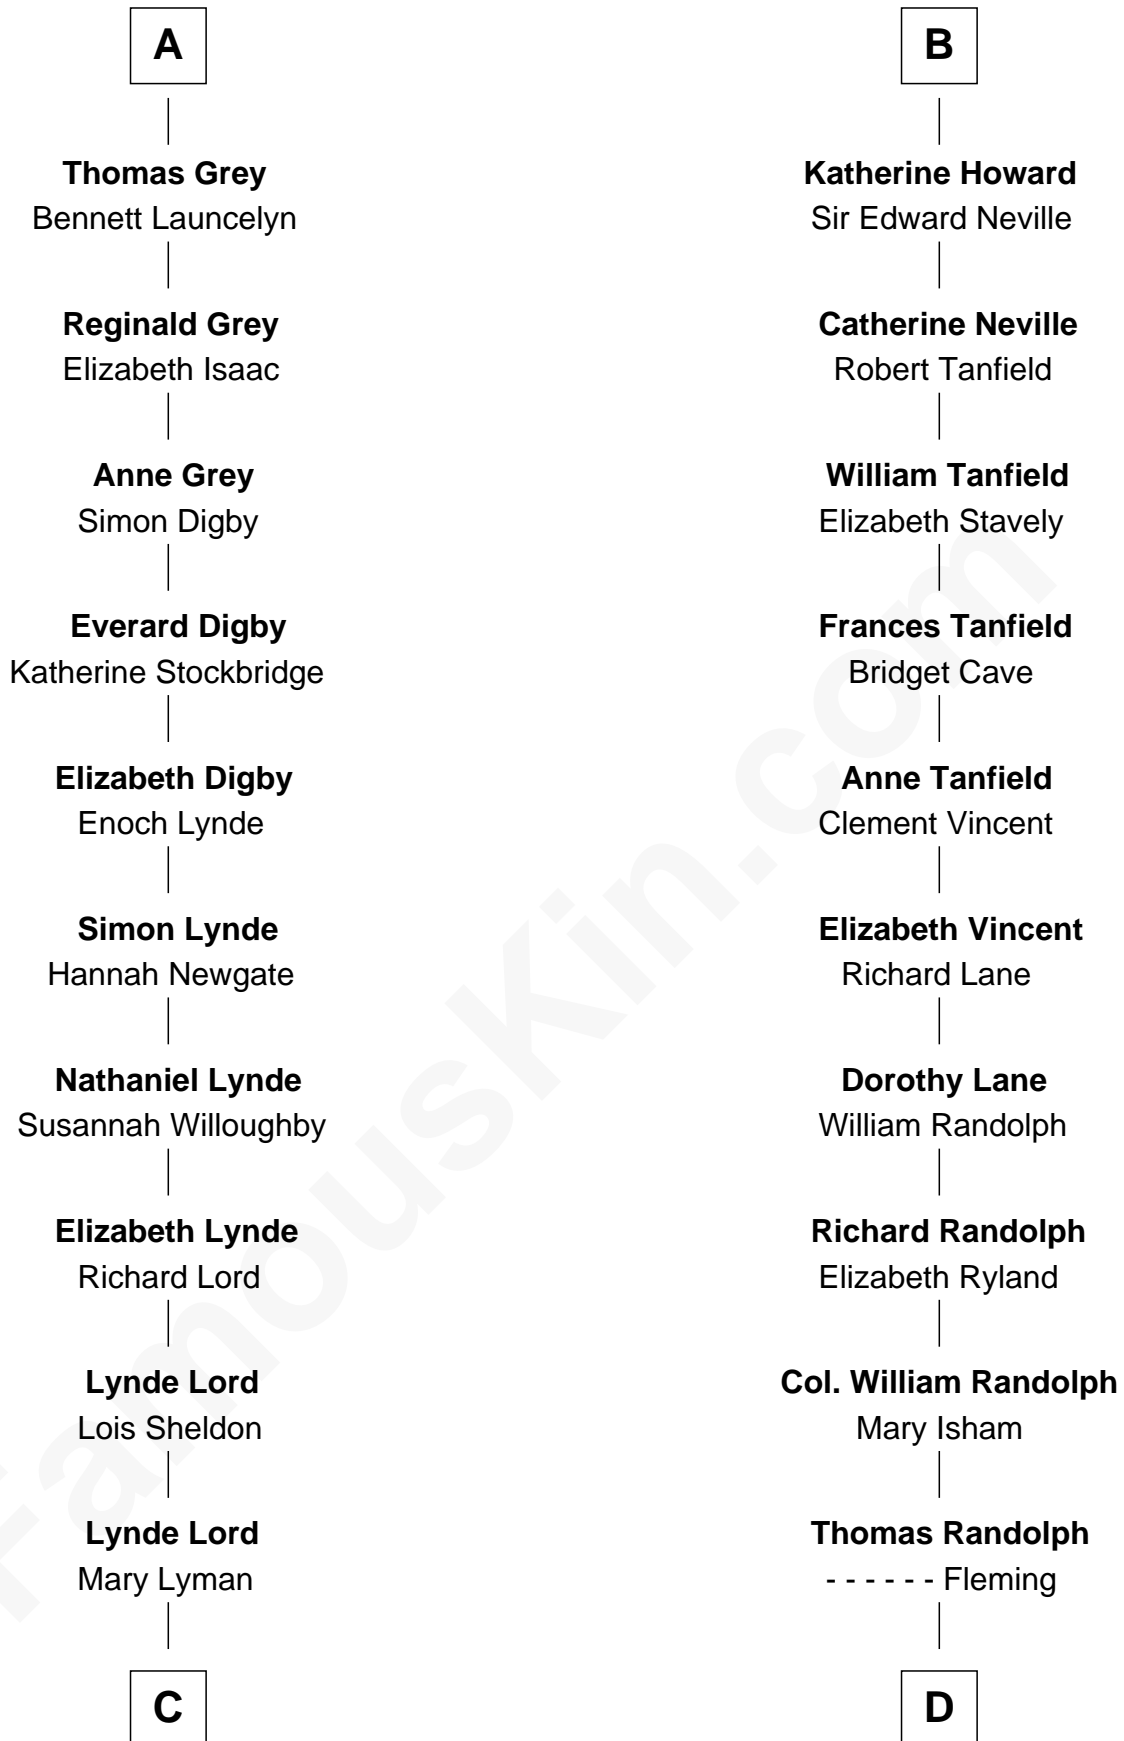 A
Thomas Grey
Bennett Launcelyn
Reginald Grey
Elizabeth Isaac
Anne Grey
Simon Digby
Everard Digby
Katherine Stockbridge
Elizabeth Digby
Enoch Lynde
Simon Lynde
Hannah Newgate
Nathaniel Lynde
Susannah Willoughby
Elizabeth Lynde
Richard Lord
Lynde Lord
Lois Sheldon
Lynde Lord
Mary Lyman
C
B
Katherine Howard
Sir Edward Neville
Catherine Neville
Robert Tanfield
William Tanfield
Elizabeth Stavely
Frances Tanfield
Bridget Cave
Anne Tanfield
Clement Vincent
Elizabeth Vincent
Richard Lane
Dorothy Lane
William Randolph
Richard Randolph
Elizabeth Ryland
Col. William Randolph
Mary Isham
Thomas Randolph
- - - - - - Fleming
D
FamousKin.com